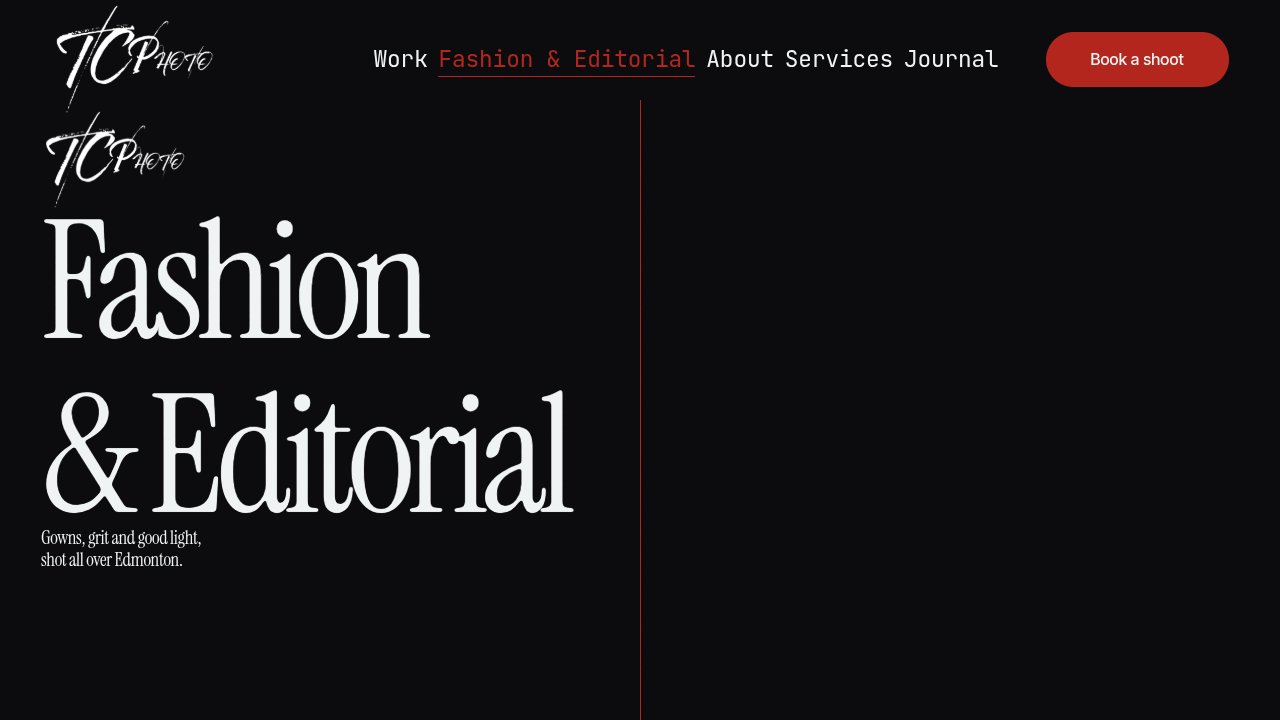 TCPHOTO
Work Fashion & Editorial About Services Journal
Book a shoot
TCPHOTO
Fashion
& Editorial
Gowns, grit and good light,
shot all over Edmonton.